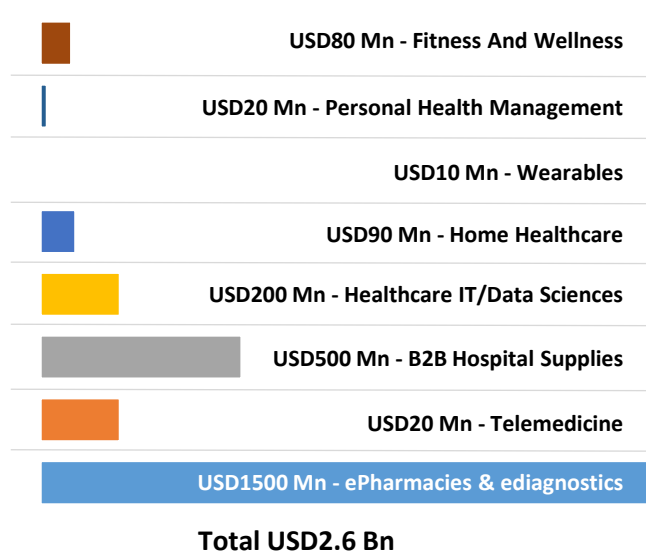 USD80 Mn - Fitness And Wellness
USD20 Mn - Personal Health Management
USD10 Mn - Wearables
USD90 Mn - Home Healthcare
USD200 Mn - Healthcare IT/Data Sciences
USD500 Mn - B2B Hospital Supplies
USD20 Mn - Telemedicine
USD1500 Mn - ePharmacies & ediagnostics
Total USD2.6 Bn